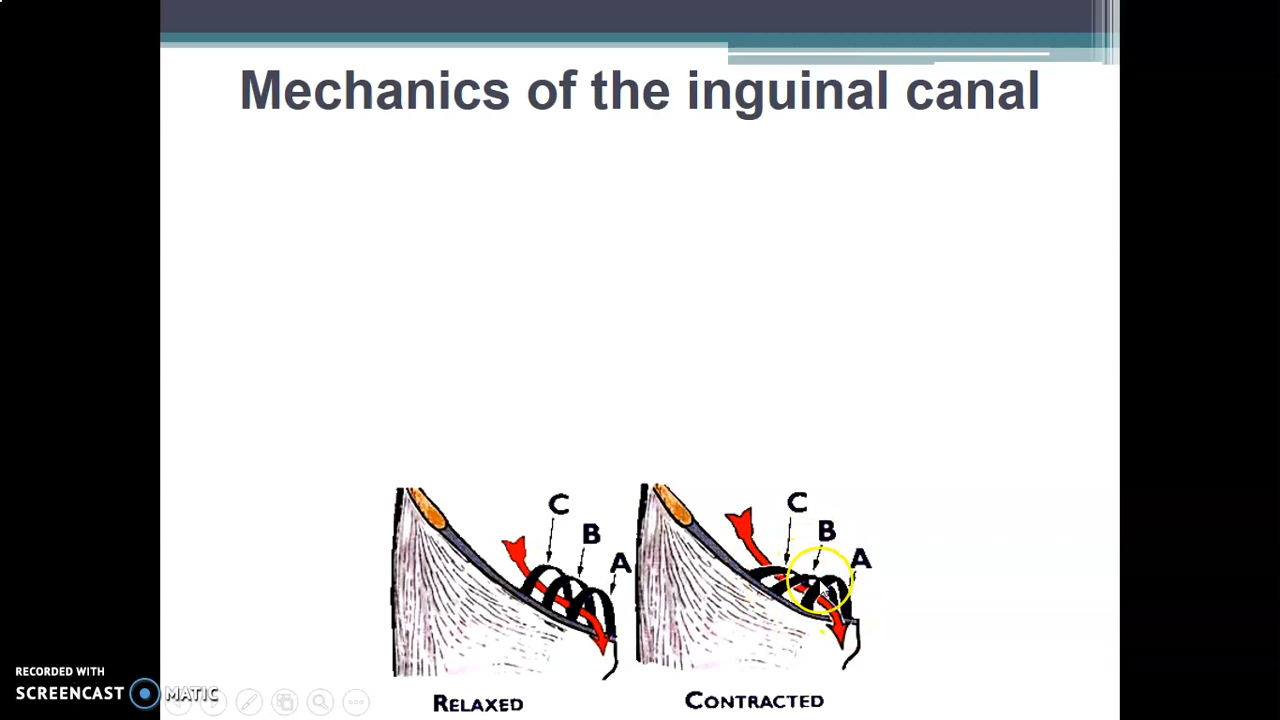 Mechanics of the inguinal canal
C
B
A
C
B
A
RELAXED
CONTRACTED
RECORDED WITH
SCREENCAST MATIC